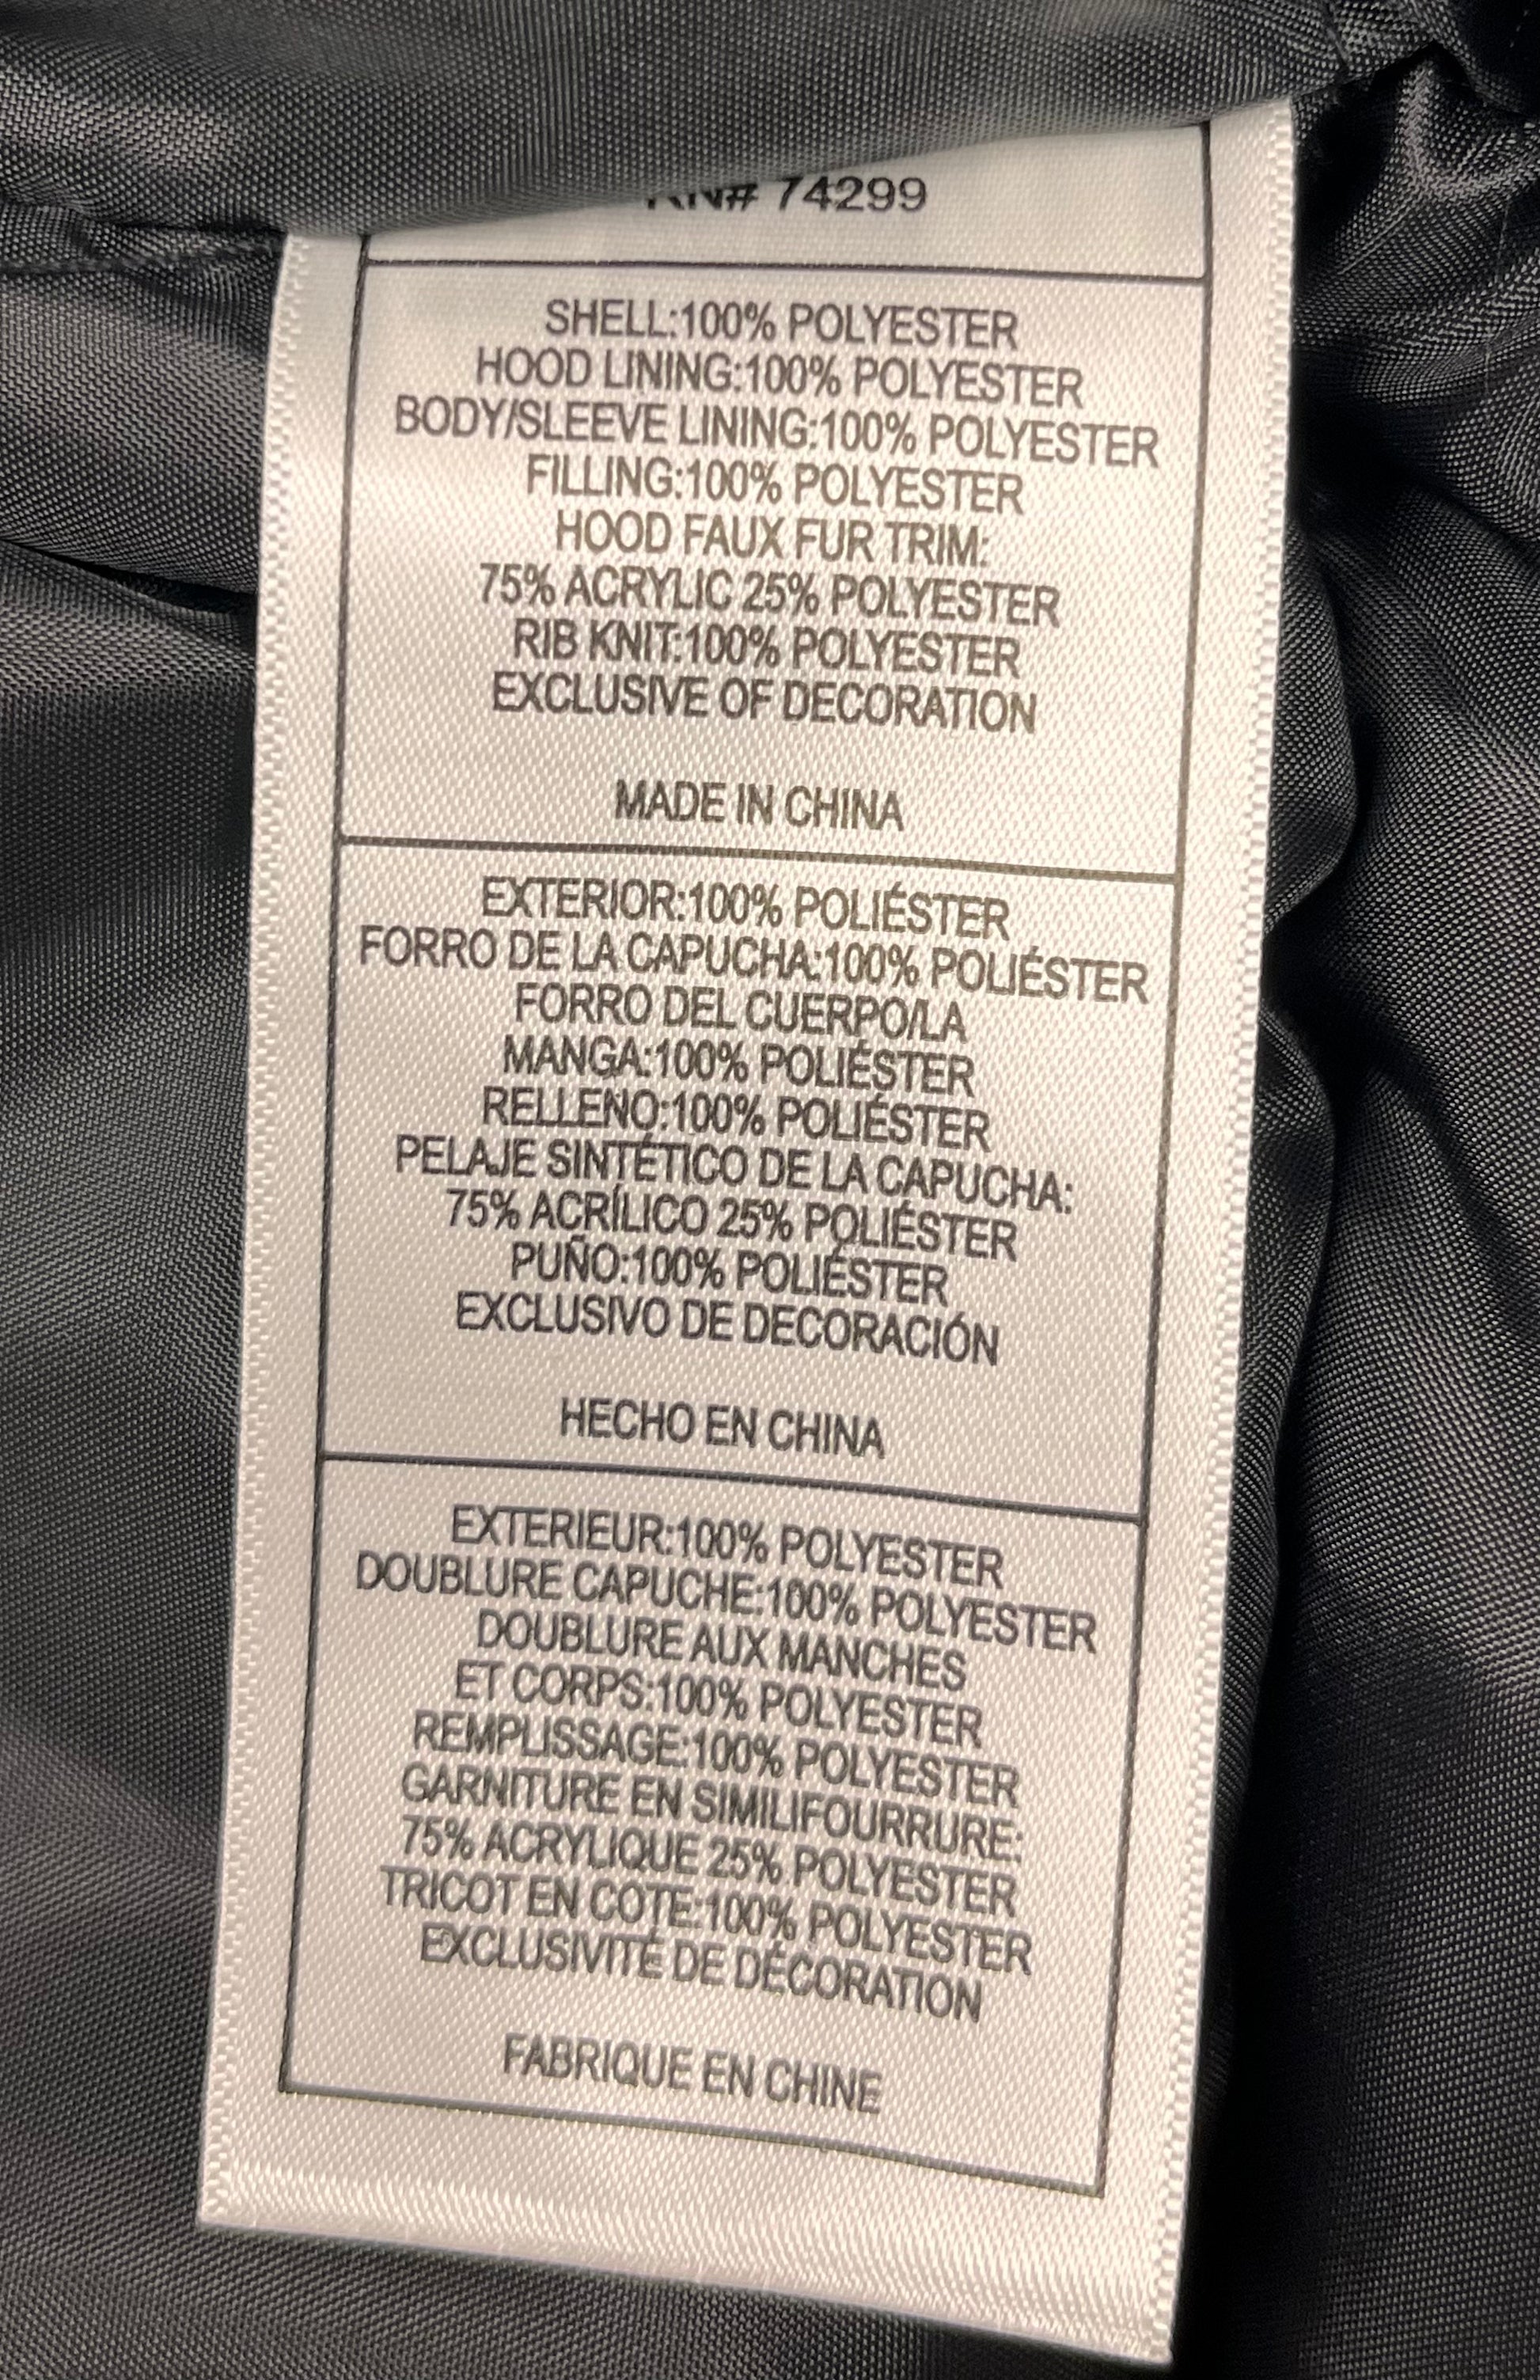 RN# 74299
SHELL:100% POLYESTER
HOOD LINING:100% POLYESTER
BODY/SLEEVE LINING:100% POLYESTER
FILLING:100% POLYESTER
HOOD FAUX FUR TRIM:
75% ACRYLIC 25% POLYESTER
RIB KNIT:100% POLYESTER
EXCLUSIVE OF DECORATION
MADE IN CHINA
EXTERIOR:100% POLIÉSTER
FORRO DE LA CAPUCHA:100% POLIÉSTER
FORRO DEL CUERPO/LA
MANGA:100% POLIÉSTER
RELLENO:100% POLIÉSTER
PELAJE SINTÉTICO DE LA CAPUCHA:
75% ACRÍLICO 25% POLIÉSTER
PUÑO:100% POLIÉSTER
EXCLUSIVO DE DECORACIÓN
HECHO EN CHINA
EXTERIEUR:100% POLYESTER
DOUBLURE CAPUCHE:100% POLYESTER
DOUBLURE AUX MANCHES
ET CORPS:100% POLYESTER
REMPLISSAGE:100% POLYESTER
GARNITURE EN SIMILIFOURRURE:
75% ACRYLIQUE 25% POLYESTER
TRICOT EN COTE:100% POLYESTER
EXCLUSIVITÉ DE DÉCORATION
FABRIQUE EN CHINE